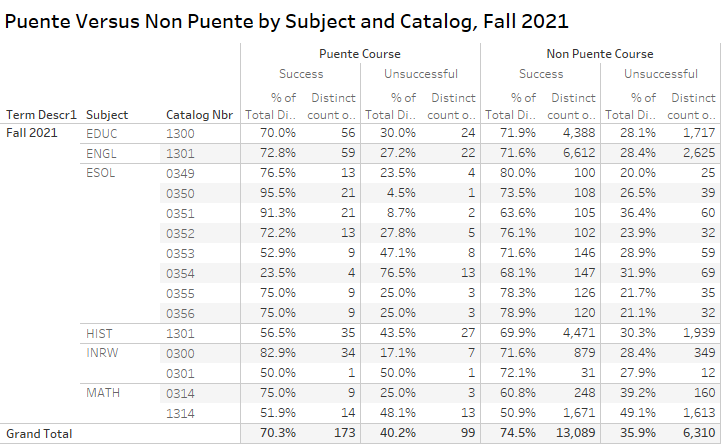 Puente Versus Non Puente by Subject and Catalog, Fall 2021
Puente Course Non Puente Course
Success Unsuccessful Success Unsuccessful
% of Distinct % of Distinct % of Distinct % of Distinct
Term Descr1 Subject Catalog Nbr Total Di.. count o.. Total Di.. count o.. Total Di.. count o.. Total Di.. count o..
Fall 2021 EDUC 1300 70.0% 56 30.0% 24 71.9% 4,388 28.1% 1,717
ENGL 1301 72.8% 59 27.2% 22 71.6% 6,612 28.4% 2,625
ESOL 0349 76.5% 13 23.5% 4 80.0% 100 20.0% 25
0350 95.5% 21 4.5% 1 73.5% 108 26.5% 39
0351 91.3% 21 8.7% 2 63.6% 105 36.4% 60
0352 72.2% 13 27.8% 5 76.1% 102 23.9% 32
0353 52.9% 9 47.1% 8 71.6% 146 28.9% 59
0354 23.5% 4 76.5% 13 68.1% 147 31.9% 69
0355 75.0% 9 25.0% 3 78.3% 126 21.7% 35
0356 75.0% 9 25.0% 3 78.9% 120 21.1% 32
HIST 1301 56.5% 35 43.5% 27 69.9% 4,471 30.3% 1,939
INRW 0300 82.9% 34 17.1% 7 71.6% 879 28.4% 349
0301 50.0% 1 50.0% 1 72.1% 31 27.9% 12
MATH 0314 75.0% 9 25.0% 3 60.8% 248 39.2% 160
1314 51.9% 14 48.1% 13 50.9% 1,671 49.1% 1,613
Grand Total 70.3% 173 40.2% 99 74.5% 13,089 35.9% 6,310